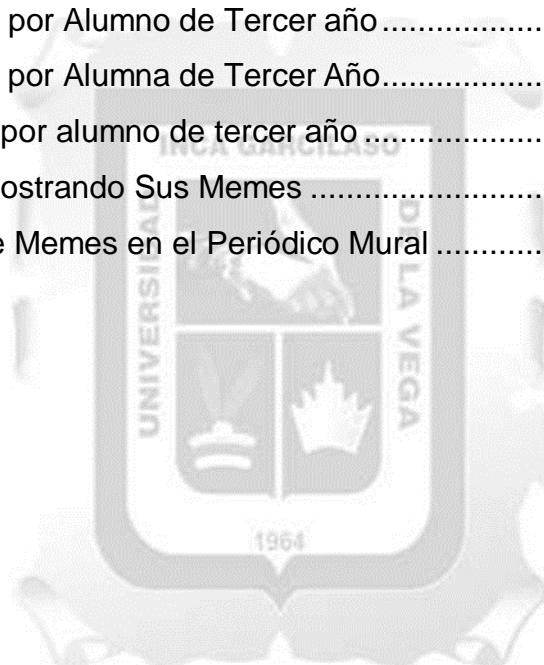 por Alumno de Tercer año..................
por Alumna de Tercer Año..................
por alumno de tercer año ....................
ostrando Sus Memes ..........................
e Memes en el Periódico Mural ............
INCA GARCILASO
UNIVERSIDAD
DE LA VEGA
1964